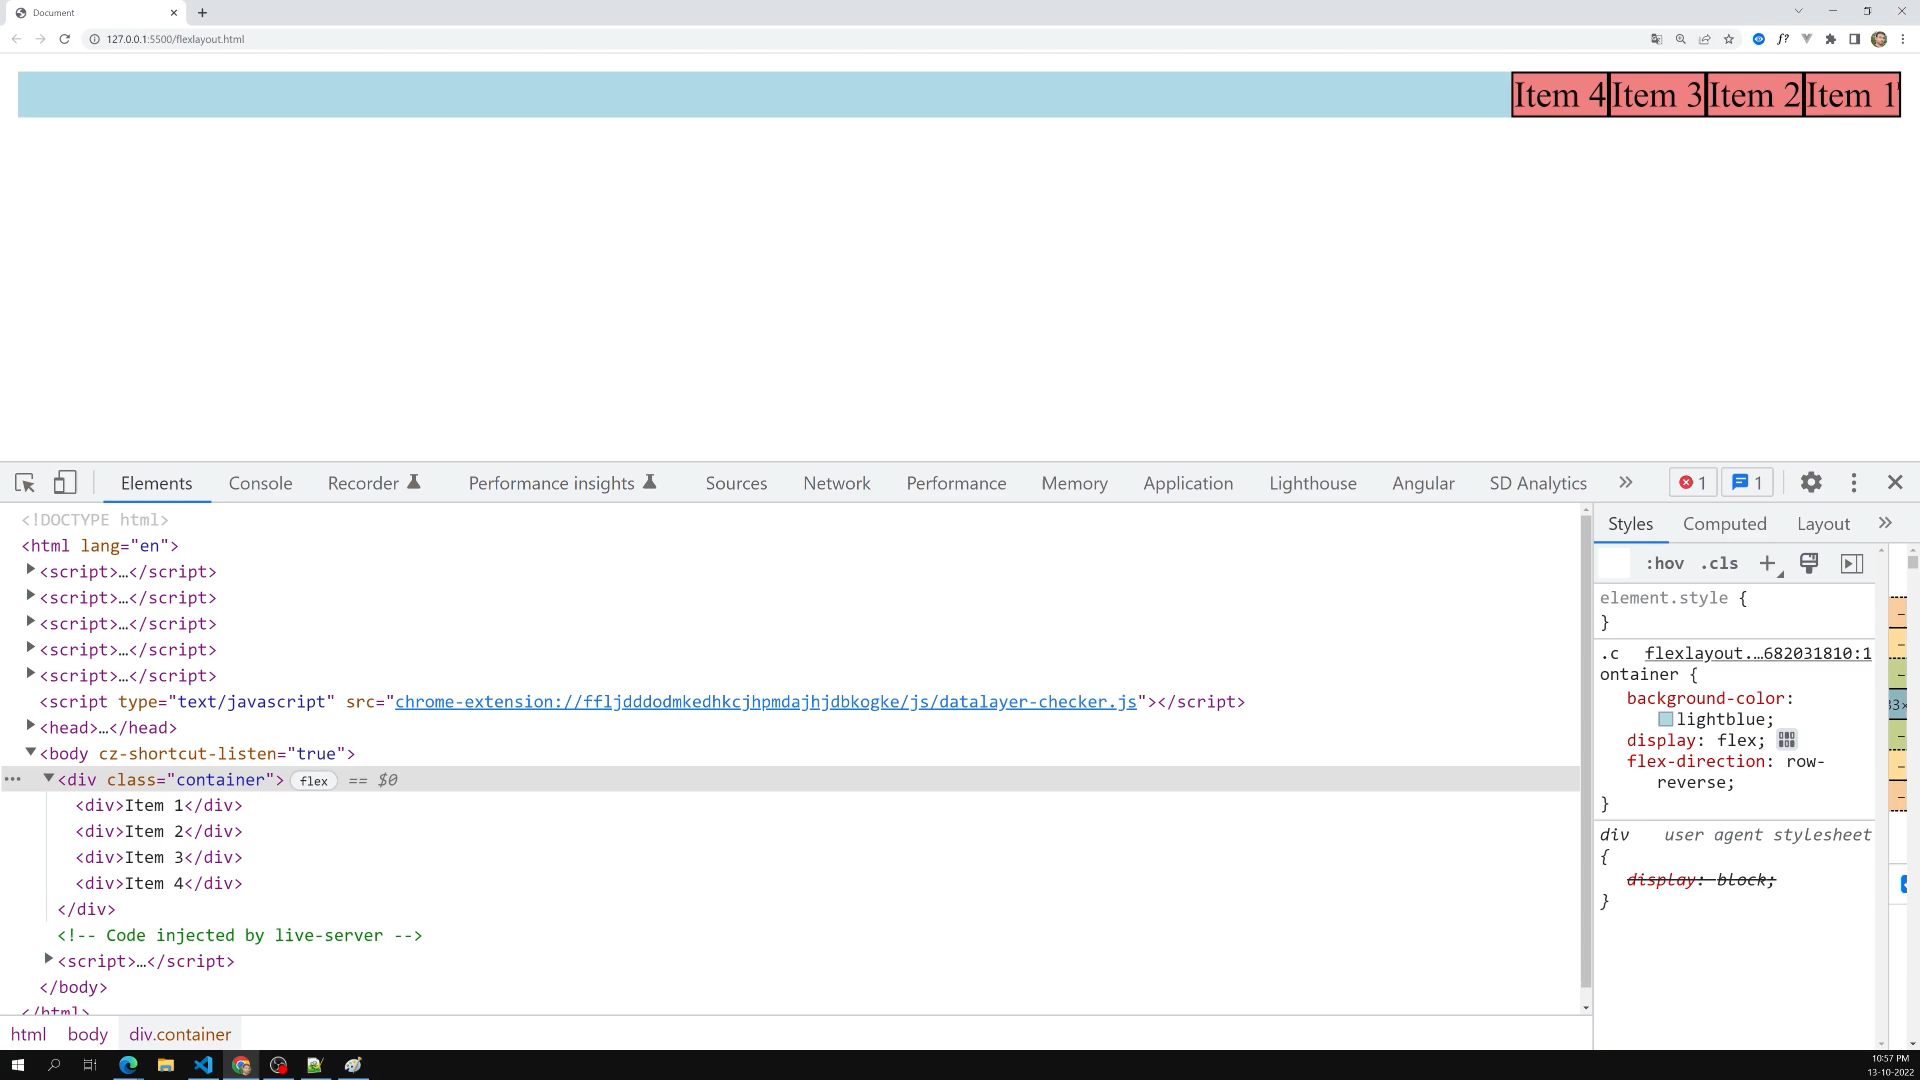 Document
127.0.0.1:5500/flexlayout.html
Item 4 Item 3 Item 2 Item 1
Elements Console Recorder Performance insights Sources Network Performance Memory Application Lighthouse Angular SD Analytics 1 1
<!DOCTYPE html>
<html lang="en">
<script>…</script>
<script>…</script>
<script>…</script>
<script>…</script>
<script>…</script>
<script type="text/javascript" src="chrome-extension://ffljdddodmkedhkcjhpmdajhjdbkogke/js/datalayer-checker.js"></script>
<head>…</head>
<body cz-shortcut-listen="true">
<div class="container"> flex == $0
<div>Item 1</div>
<div>Item 2</div>
<div>Item 3</div>
<div>Item 4</div>
</div>
<!-- Code injected by live-server -->
<script>…</script>
</body>
</html>
html body div.container
Styles Computed Layout
:hov .cls
element.style {
}
.c flexlayout.…682031810:1
ontainer {
background-color:
lightblue;
display: flex;
flex-direction: row-
reverse;
}
div user agent stylesheet
{
display: block;
}
10:57 PM
13-10-2022